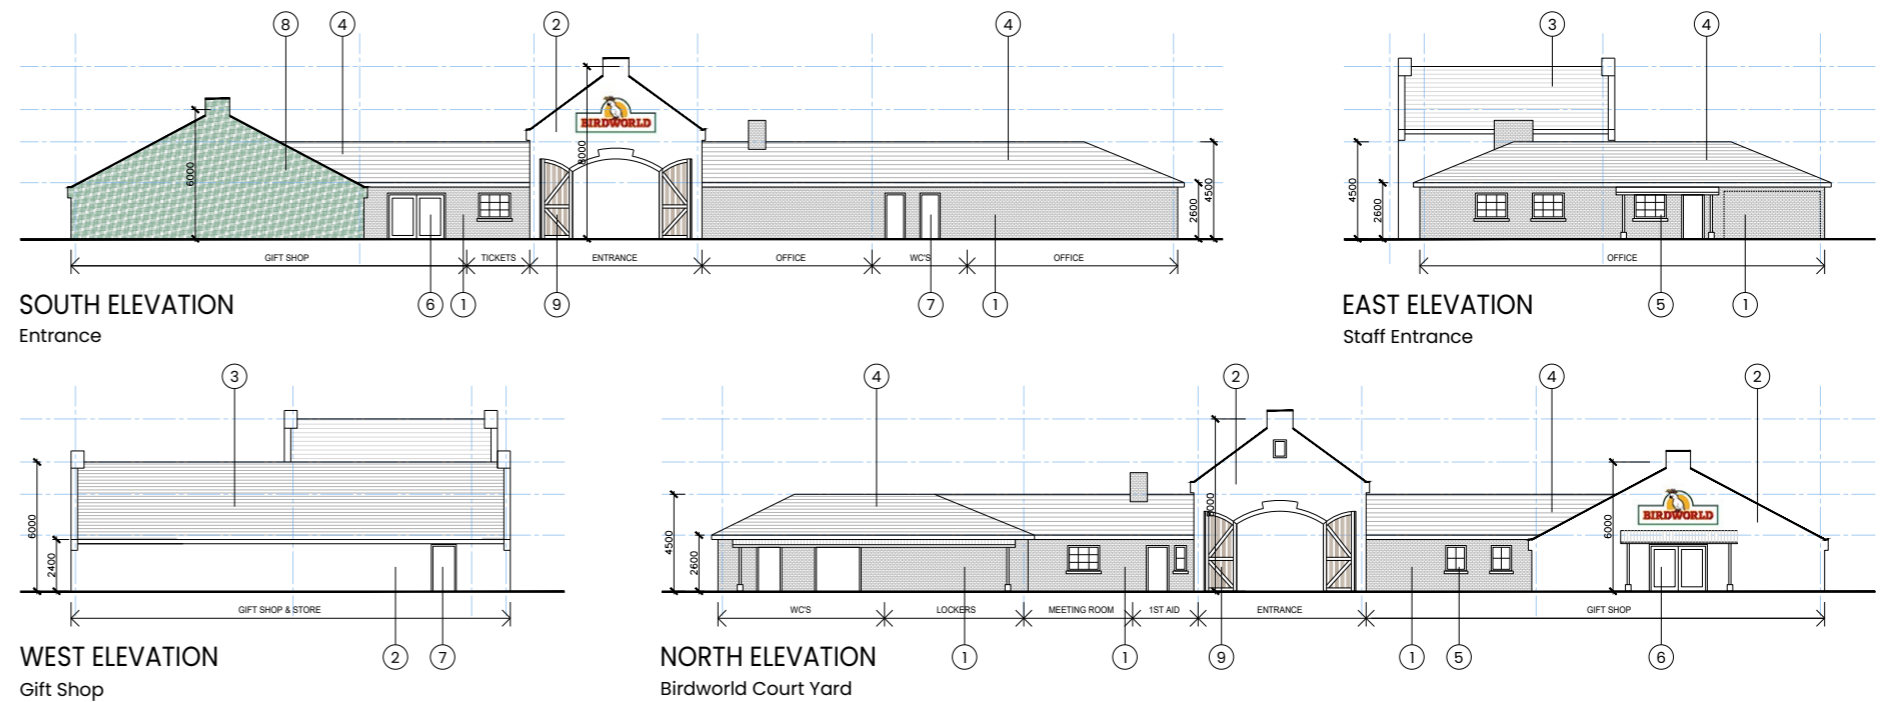 8 4 2 4
BIRDWORLD
6000
8000
2600
4500
GIFT SHOP TICKETS ENTRANCE OFFICE WC'S OFFICE
6 1 9 7 1
SOUTH ELEVATION
Entrance
3 4
4500
2600
OFFICE
5 1
EAST ELEVATION
Staff Entrance
3
6000
2400
GIFT SHOP & STORE
2 7
WEST ELEVATION
Gift Shop
4 2 4 2
4500
2600
6000
BIRDWORLD
WC'S LOCKERS MEETING ROOM 1ST AID ENTRANCE GIFT SHOP
1 1 9 1 5 6
NORTH ELEVATION
Birdworld Court Yard